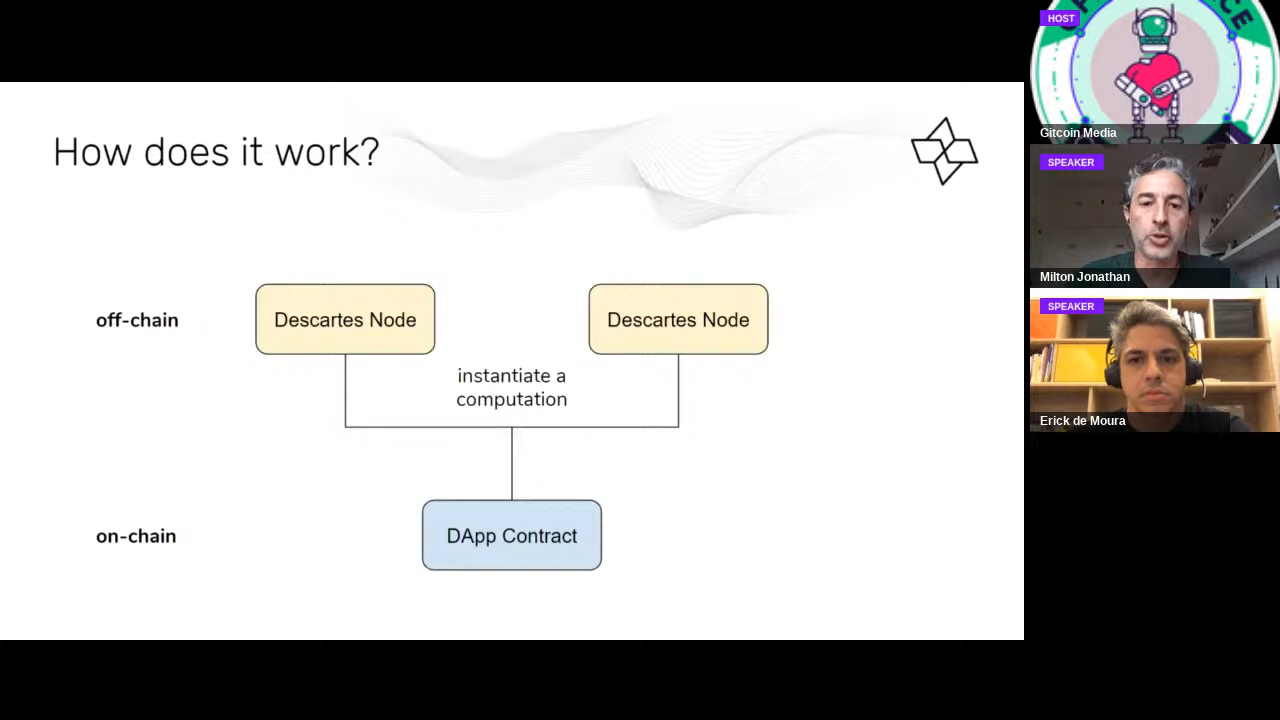 How does it work?
off-chain
Descartes Node
Descartes Node
instantiate a
computation
on-chain
DApp Contract
HOST
Gitcoin Media
SPEAKER
Milton Jonathan
SPEAKER
Erick de Moura